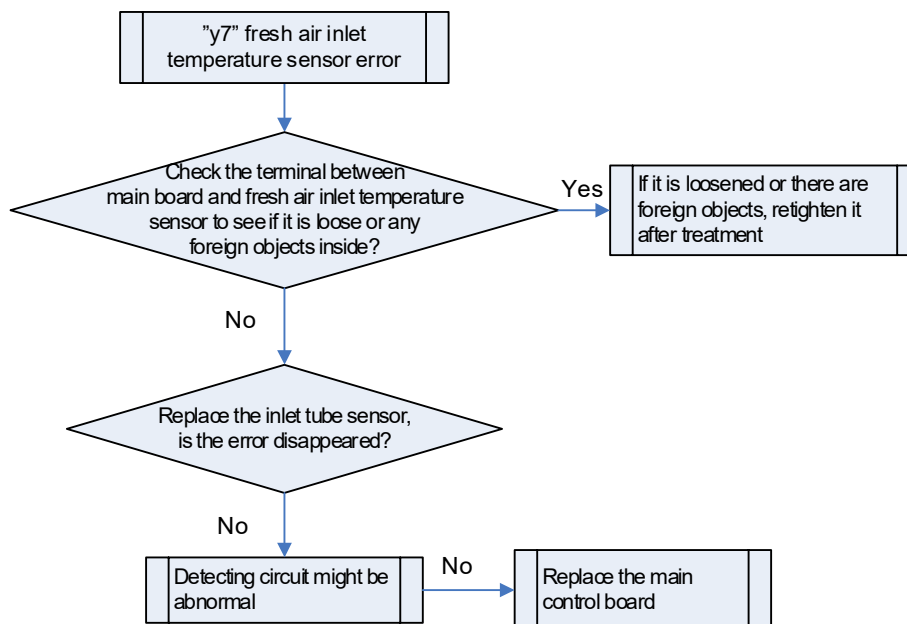 ”y7” fresh air inlet
temperature sensor error
Check the terminal between
main board and fresh air inlet temperature
sensor to see if it is loose or any
foreign objects inside?
Yes
If it is loosened or there are
foreign objects, retighten it
after treatment
No
Replace the inlet tube sensor,
is the error disappeared?
No
Detecting circuit might be
abnormal
No
Replace the main
control board